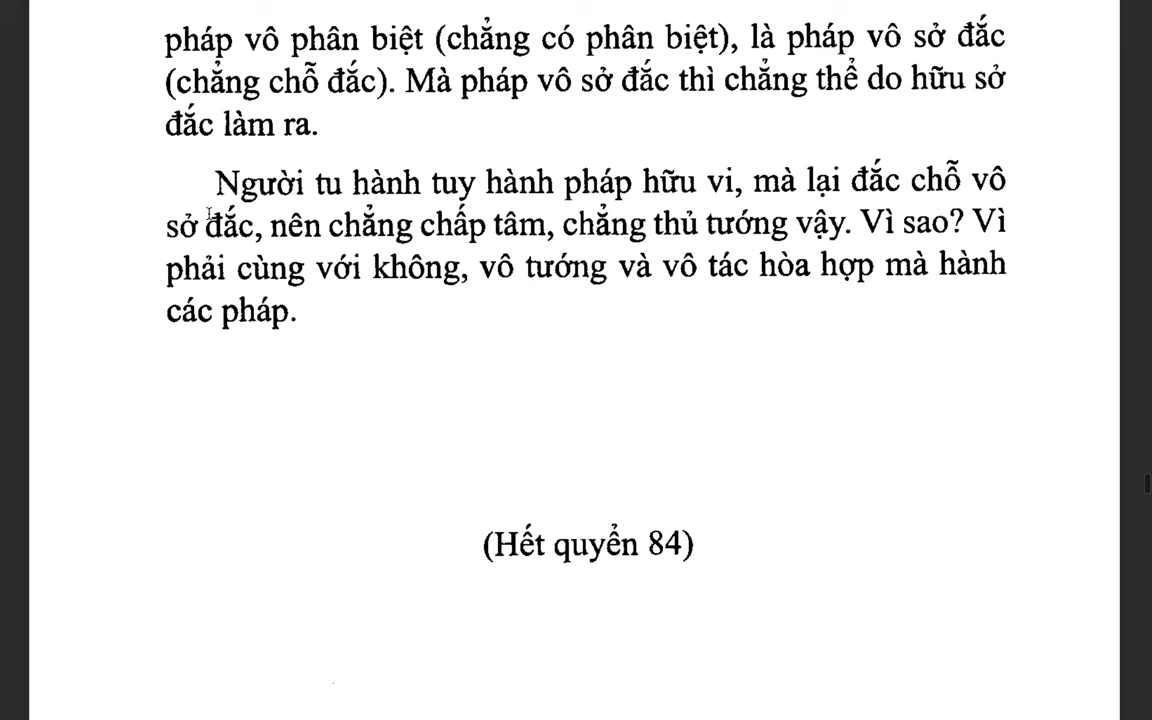 pháp vô phân biệt (chẳng có phân biệt), là pháp vô sở đắc
(chẳng chỗ đắc). Mà pháp vô sở đắc thì chẳng thể do hữu sở
đắc làm ra.
Người tu hành tuy hành pháp hữu vi, mà lại đắc chỗ vô
sở đắc, nên chẳng chấp tâm, chẳng thủ tướng vậy. Vì sao? Vì
phải cùng với không, vô tướng và vô tác hòa hợp mà hành
các pháp.
(Hết quyển 84)